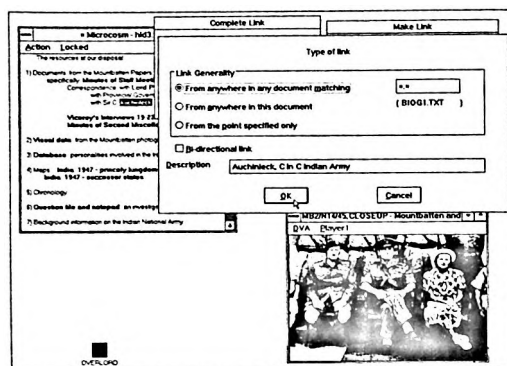 Complete Link
Make Link
Microcosm - hld3
Action Locked
The resources at our disposal
1) Documents from the Mountbatten Papers
specifically Minutes of Staff Meet
Correspondence with Lord P
with Provincial Govern
with Sir C
Viceroy's Interviews 19 23
Minutes of Second Miscell
2) Visual data from the Mountbatten photog
3) Database personalities involved in the tr
4) Maps India 1947 - princely kingdom
India 1947 - successor states
5) Chronology
6) Question file and notepad an investig
7) Background information on the Indian National Army
Type of link
Link Generality
From anywhere in any document matching
*.*
From anywhere in this document
( BIOG1.TXT )
From the point specified only
Bi-directional link
Description
Auchinleck, C in C Indian Army
OK
Cancel
MB2/N14/45, CLOSEUP - Mountbatten and
DVA Player1
OVERLORD